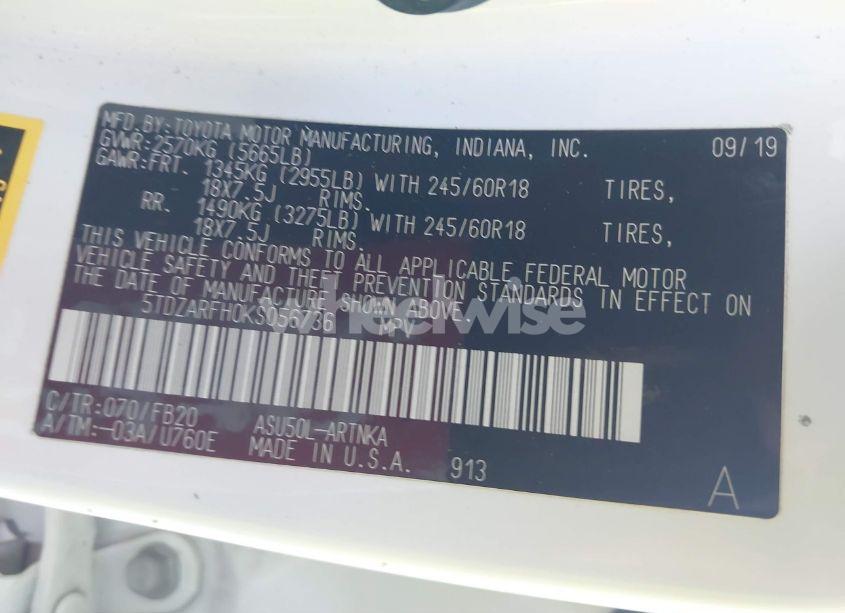 MFD.BY:TOYOTA MOTOR MANUFACTURING, INDIANA, INC. 09/19
GVWR:2570KG (5665LB)
GAWR:FRT. 1345KG (2955LB) WITH 245/60R18 TIRES,
18X7.5J RIMS.
RR. 1490KG (3275LB) WITH 245/60R18 TIRES,
18X7.5J RIMS.
THIS VEHICLE CONFORMS TO ALL APPLICABLE FEDERAL MOTOR
VEHICLE SAFETY AND THEFT PREVENTION STANDARDS IN EFFECT ON
THE DATE OF MANUFACTURE SHOWN ABOVE.
5TDZARFH0KS056736 MPV
wheelwise
C/TR:070/FB20 ASU50L-ARTNKA
A/TM:-03A/U760E MADE IN U.S.A. 913
A